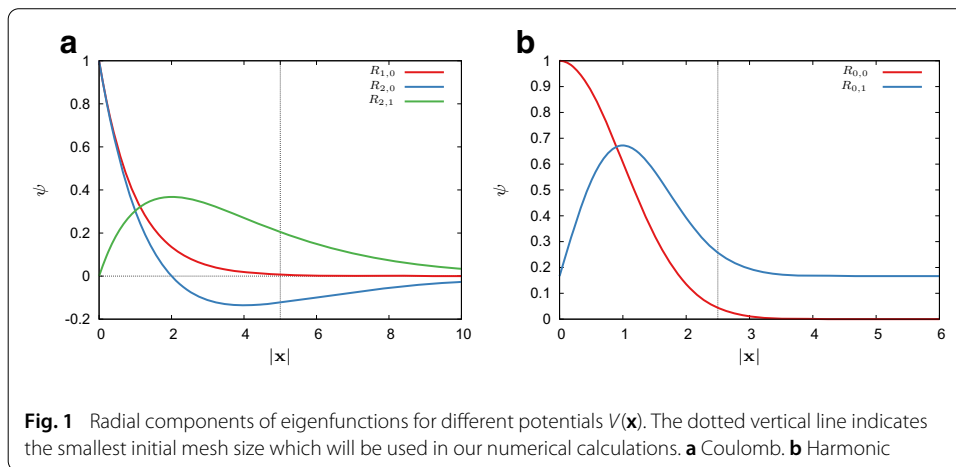 a
1
0.8
0.6
0.4
0.2
0
-0.2
ψ
0 2 4 6 8 10
|x|
R1,0
R2,0
R2,1
b
1
0.9
0.8
0.7
0.6
0.5
0.4
0.3
0.2
0.1
0
ψ
0 1 2 3 4 5 6
|x|
R0,0
R0,1
Fig. 1 Radial components of eigenfunctions for different potentials V(x). The dotted vertical line indicates
the smallest initial mesh size which will be used in our numerical calculations. a Coulomb. b Harmonic